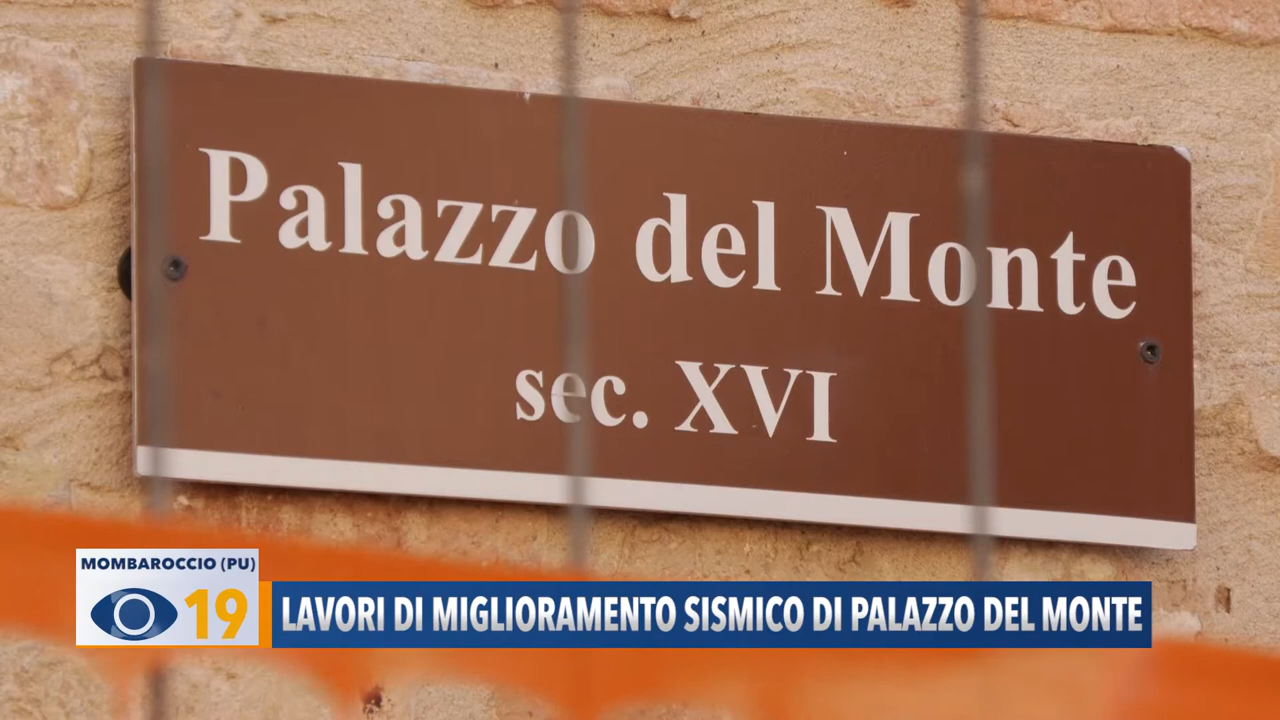 Palazzo del Monte
sec. XVI
MOMBAROCCIO (PU)
19
LAVORI DI MIGLIORAMENTO SISMICO DI PALAZZO DEL MONTE